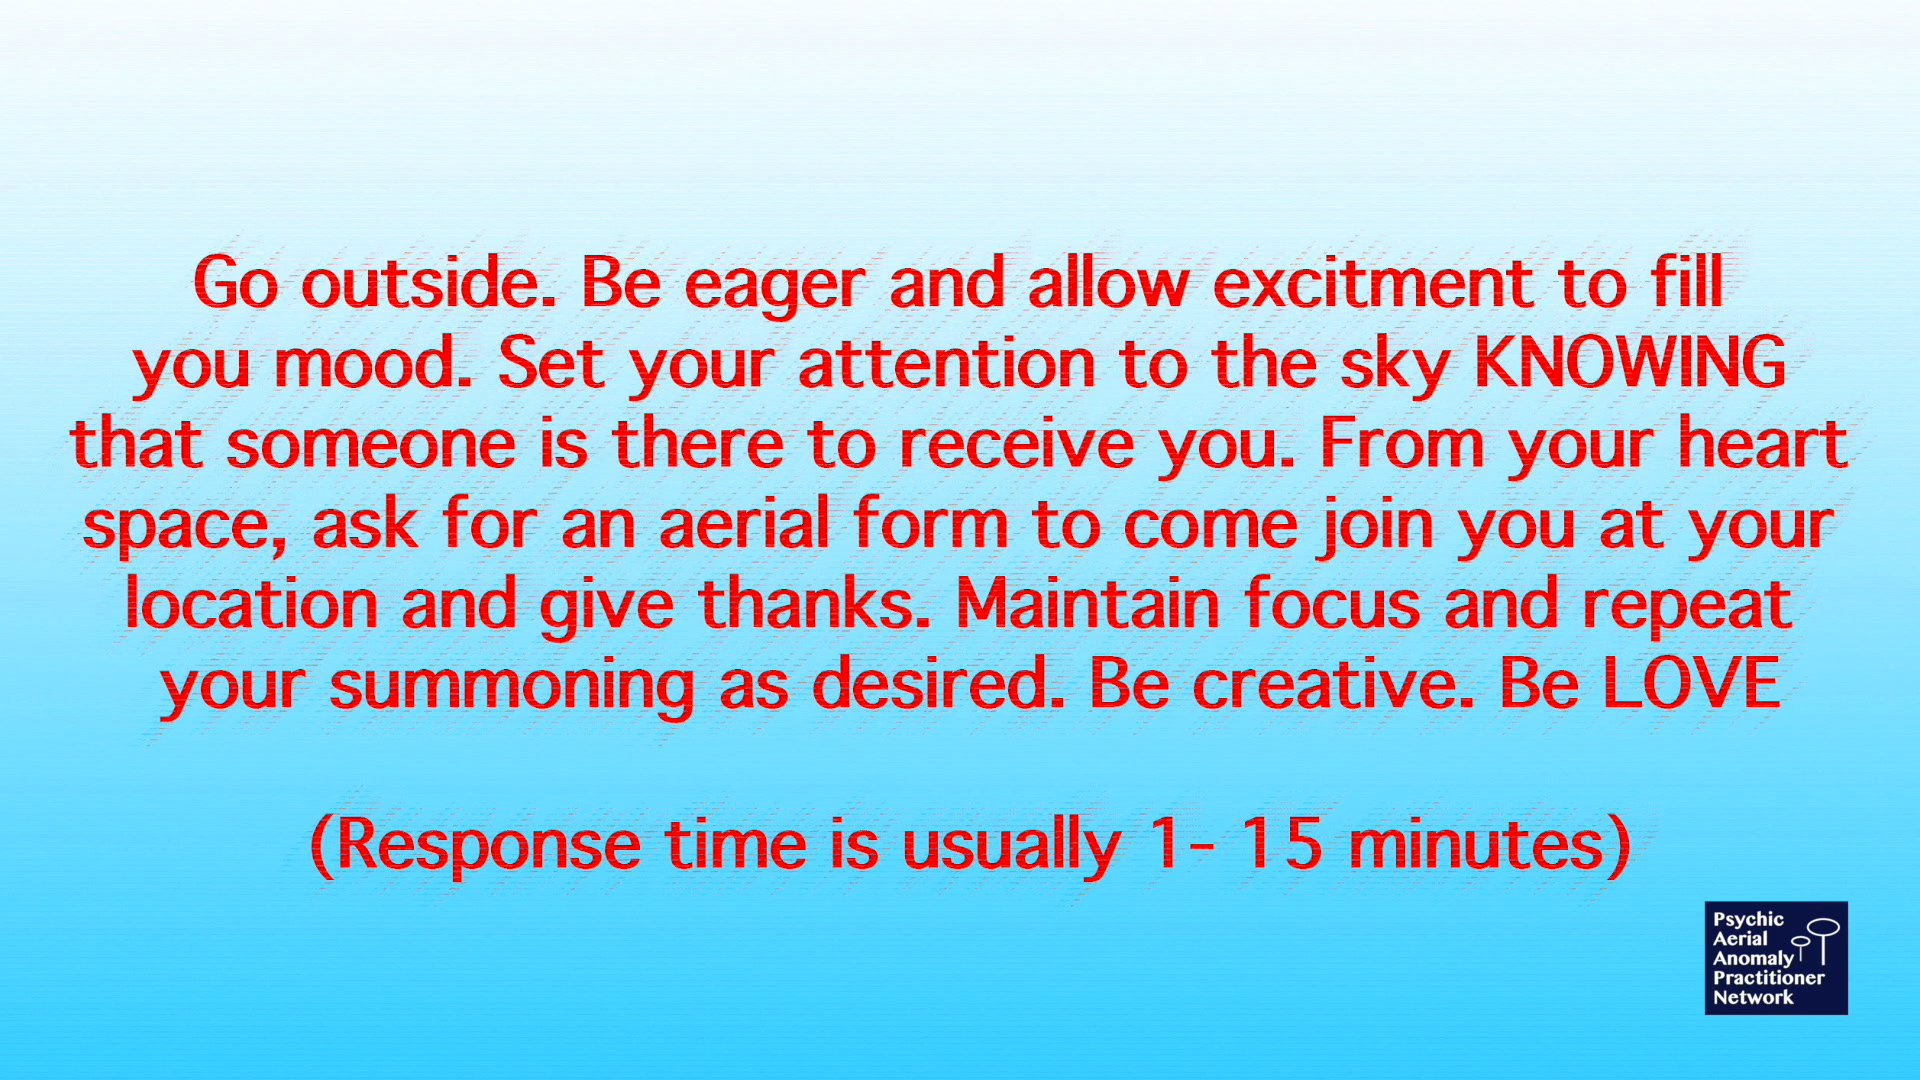 Go outside. Be eager and allow excitment to fill
you mood. Set your attention to the sky KNOWING
that someone is there to receive you. From your heart
space, ask for an aerial form to come join you at your
location and give thanks. Maintain focus and repeat
your summoning as desired. Be creative. Be LOVE
(Response time is usually 1- 15 minutes)
Psychic
Aerial
Anomaly
Practitioner
Network